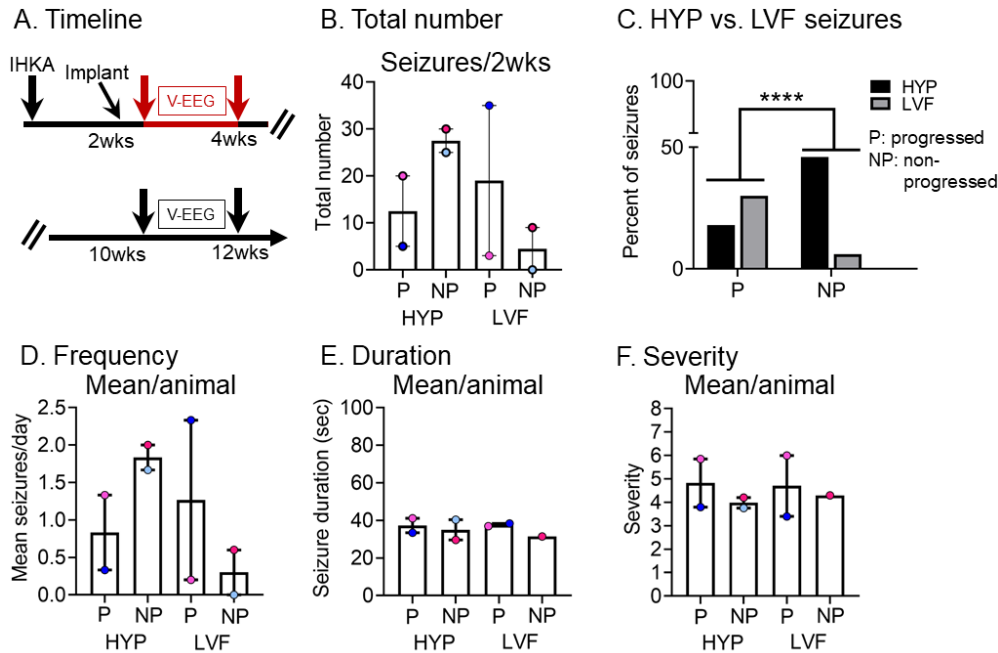 A. Timeline
IHKA
Implant
V-EEG
2wks
4wks
V-EEG
10wks
12wks
B. Total number
Seizures/2wks
Total number
40
30
20
10
0
P NP P NP
HYP LVF
C. HYP vs. LVF seizures
Percent of seizures
100
50
0
****
HYP
LVF
P: progressed
NP: non-
progressed
P NP
D. Frequency
Mean/animal
Mean seizures/day
2.5
2.0
1.5
1.0
0.5
0.0
P NP P NP
HYP LVF
E. Duration
Mean/animal
Seizure duration (sec)
100
80
60
40
20
0
P NP P NP
HYP LVF
F. Severity
Mean/animal
Severity
8
7
6
5
4
3
2
1
0
P NP P NP
HYP LVF